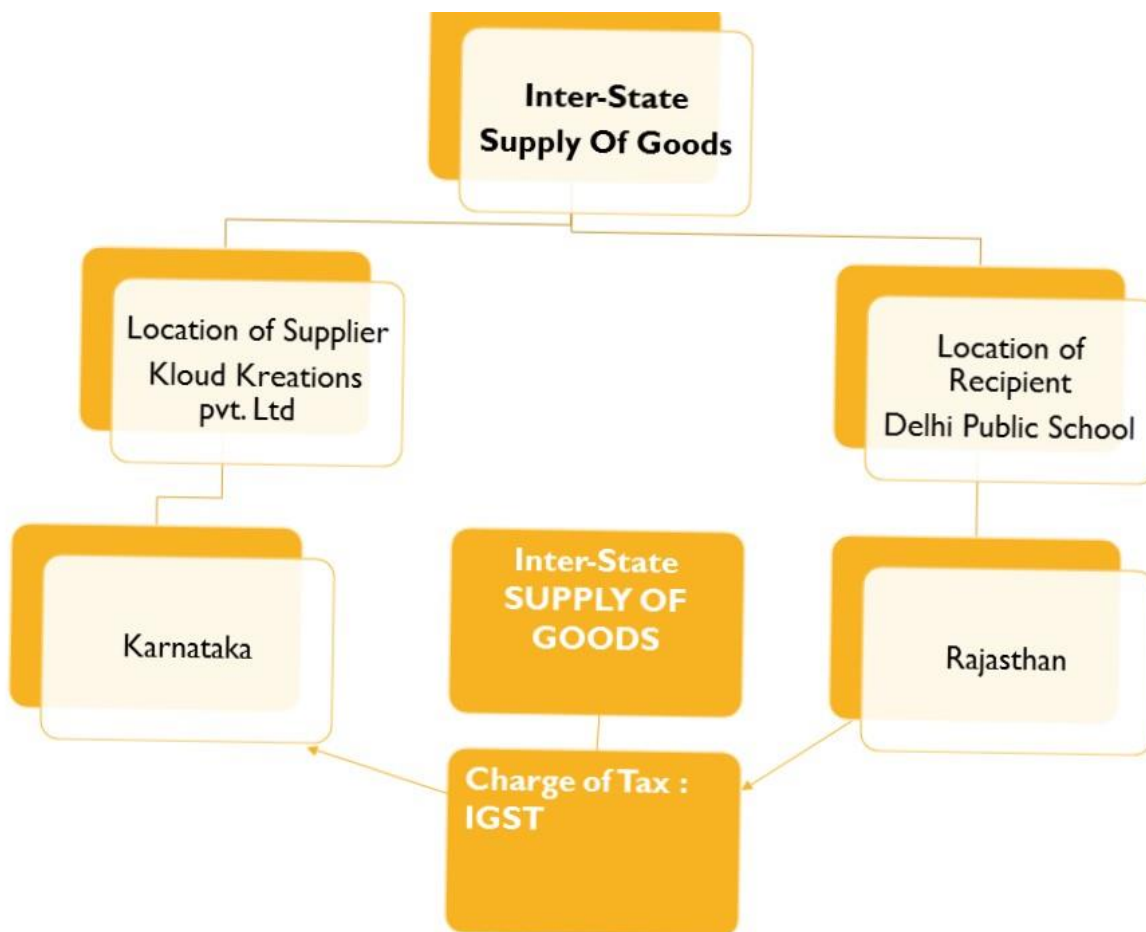 Inter-State
Supply Of Goods
Location of Supplier
Kloud Kreations
pvt. Ltd
Location of
Recipient
Delhi Public School
Karnataka
Inter-State
SUPPLY OF
GOODS
Rajasthan
Charge of Tax :
IGST